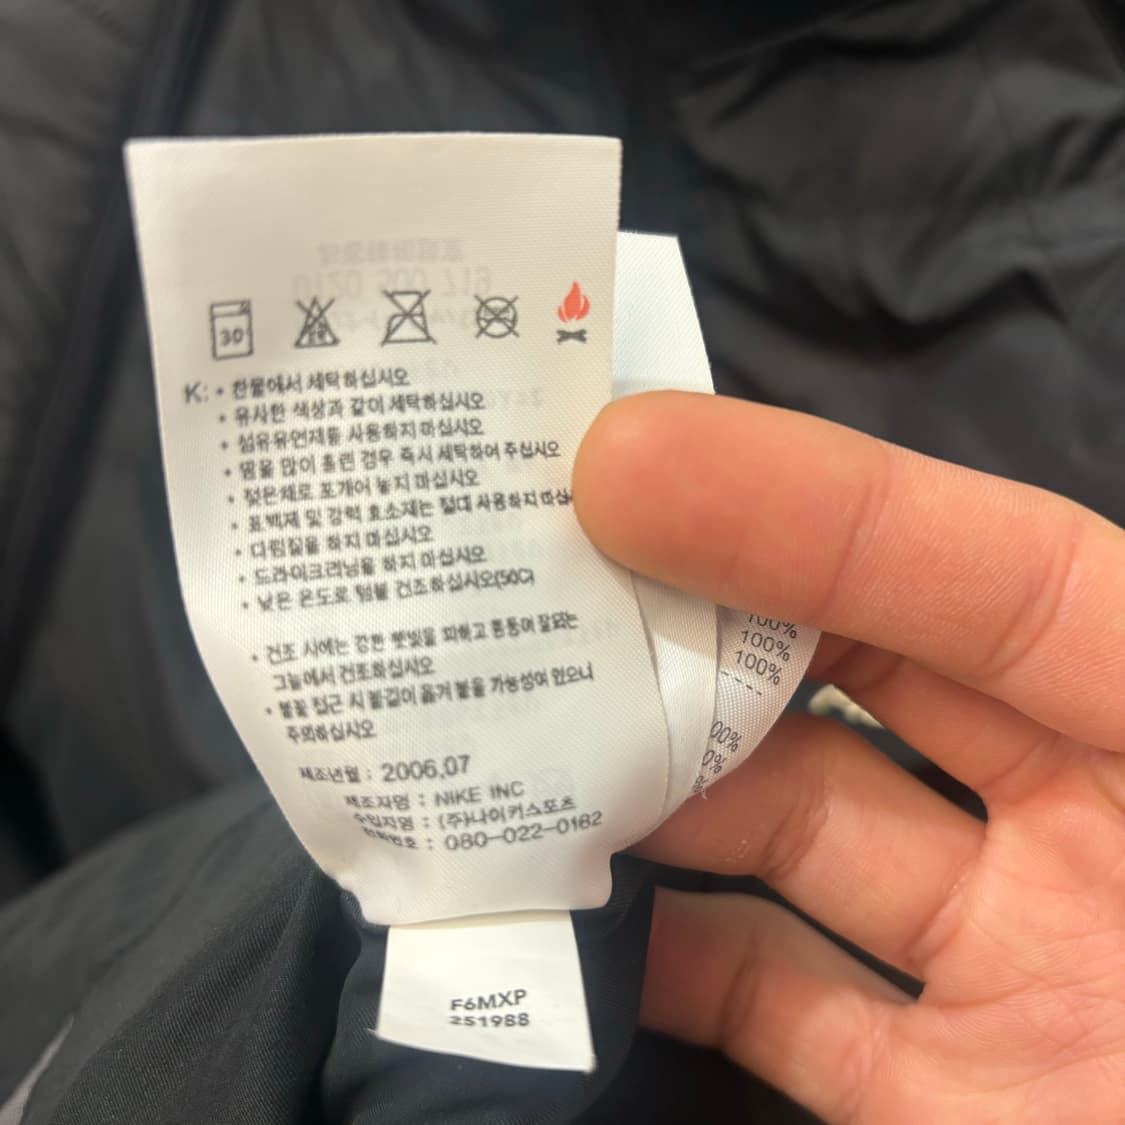 30
K: • 찬물에서 세탁하십시오
• 유사한 색상과 같이 세탁하십시오
• 섬유유연제를 사용하지 마십시오
• 땀을 많이 흘린 경우 즉시 세탁하여 주십시오
• 젖은채로 포개어 놓지 마십시오
• 표백제 및 강력 효소제는 절대 사용하지 마십
• 다림질을 하지 마십시오
• 드라이크리닝을 하지 마십시오
• 낮은 온도로 텀블 건조하십시오(50C)
• 건조 시에는 강한 햇빛을 피하고 통풍이 잘되는
그늘에서 건조하십시오
• 불꽃 접근 시 불길이 옮겨 붙을 가능성이 있으니
주의하십시오
제조년월 : 2006.07
제조자명 : NIKE INC
수입자명 : (주)나이키스포츠
전화번호 : 080-022-0182
F6MXP
251988
100%
100%
100%
00%
0%
%